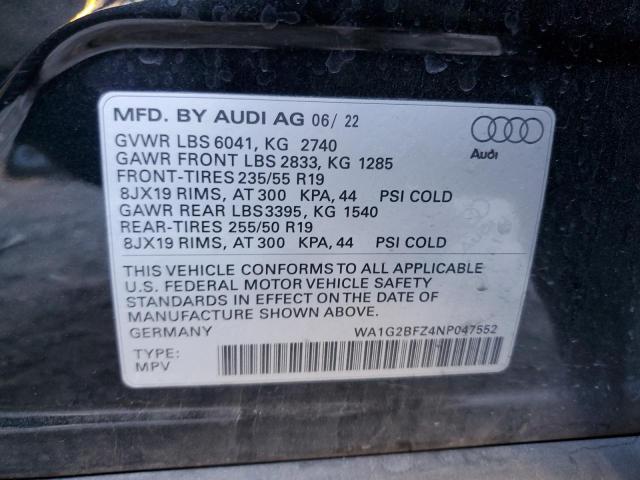 MFD. BY AUDI AG 06/ 22
GVWR LBS 6041, KG 2740
GAWR FRONT LBS 2833, KG 1285
FRONT-TIRES 235/55 R19
8JX19 RIMS, AT 300 KPA, 44 PSI COLD
GAWR REAR LBS3395, KG 1540
REAR-TIRES 255/50 R19
8JX19 RIMS, AT 300 KPA, 44 PSI COLD
Audi
THIS VEHICLE CONFORMS TO ALL APPLICABLE
U.S. FEDERAL MOTOR VEHICLE SAFETY
STANDARDS IN EFFECT ON THE DATE OF
MANUFACTURE SHOWN ABOVE.
GERMANY WA1G2BFZ4NP047552
TYPE:
MPV